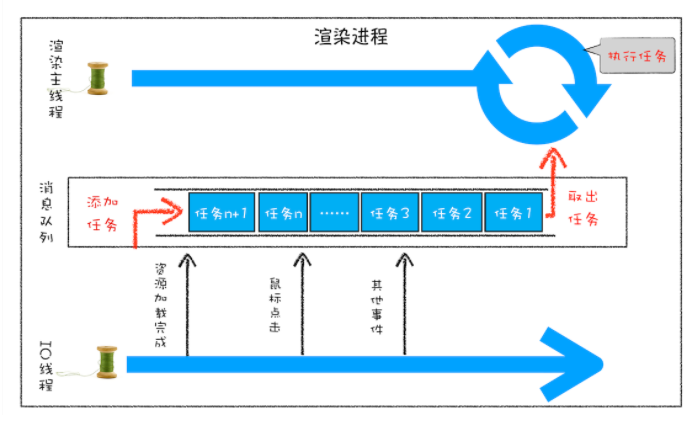 渲染进程
渲染主线程
执行任务
消息队列
添加
任务
任务n+1
任务n
……
任务3
任务2
任务1
取出
任务
资源加载完成
鼠标点击
其他事件
IO线程